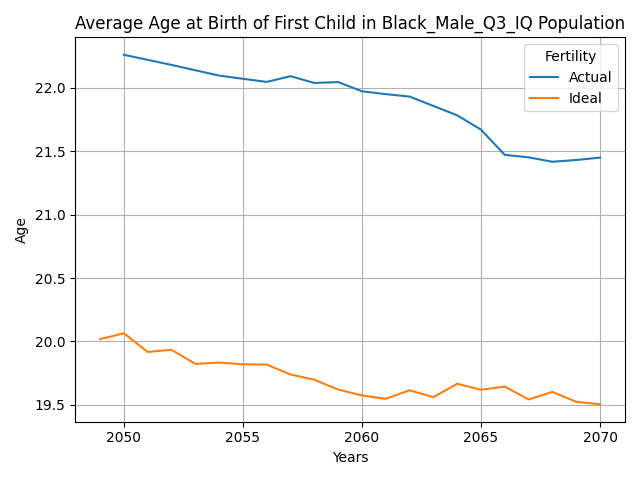 Average Age at Birth of First Child in Black_Male_Q3_IQ Population
Fertility
Actual
Ideal
22.0
21.5
21.0
20.5
20.0
19.5
Age
2050
2055
2060
2065
2070
Years